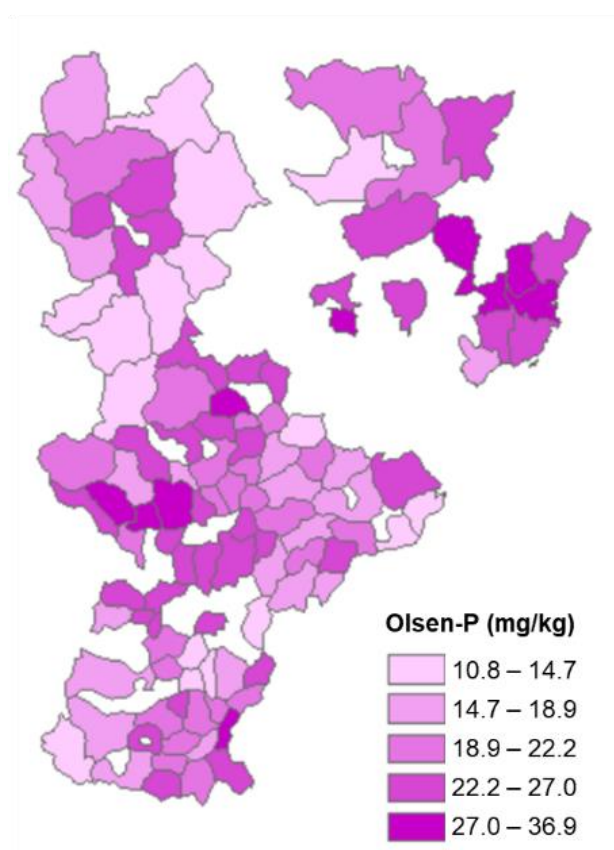 Olsen-P (mg/kg)
10.8 – 14.7
14.7 – 18.9
18.9 – 22.2
22.2 – 27.0
27.0 – 36.9